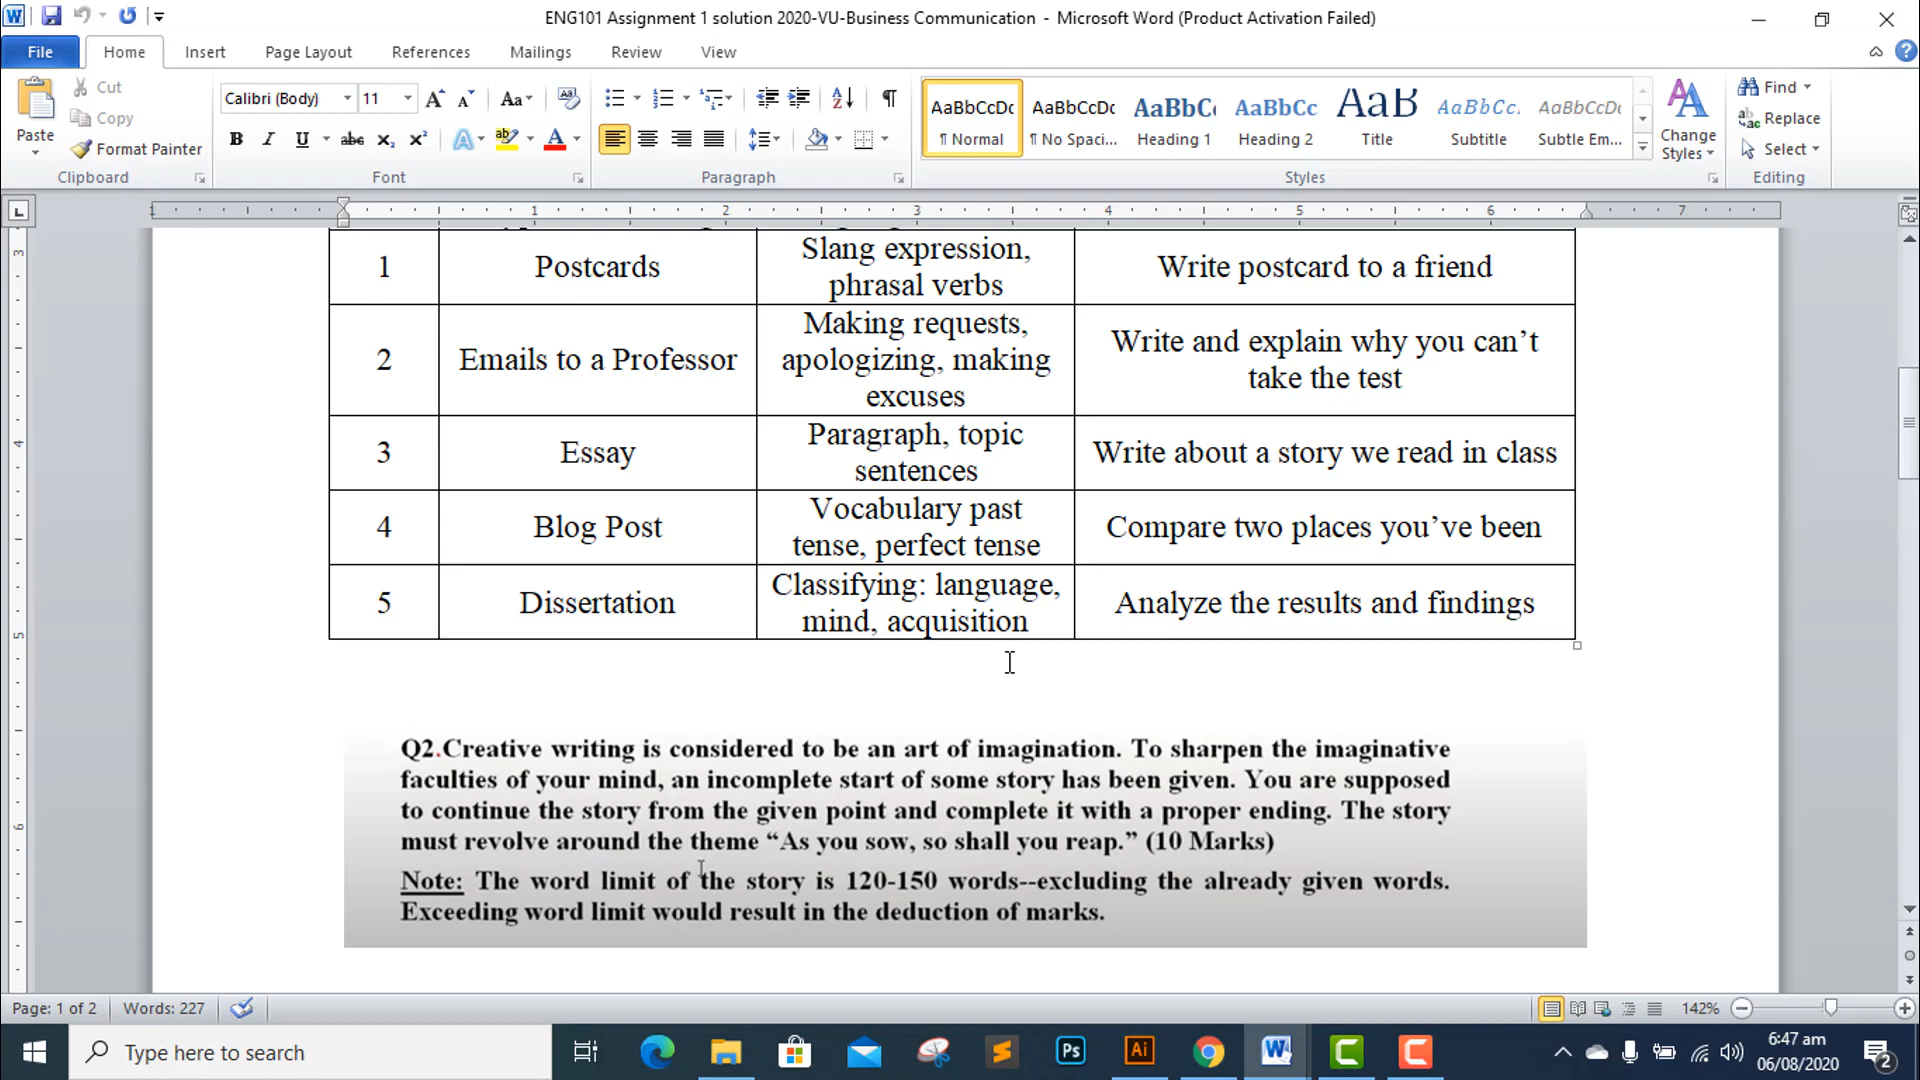 ENG101 Assignment 1 solution 2020-VU-Business Communication - Microsoft Word (Product Activation Failed)
File Home Insert Page Layout References Mailings Review View
Paste
Cut
Copy
Format Painter
Clipboard
Calibri (Body) 11
Font
Paragraph
AaBbCcDc AaBbCcDc AaBbC AaBbCc AaB AaBbCc. AaBbCcDc
¶ Normal ¶ No Spaci... Heading 1 Heading 2 Title Subtitle Subtle Em...
Change Styles
Styles
Find
Replace
Select
Editing
1 1 2 3 4 5 6 7
1 Postcards Slang expression, phrasal verbs Write postcard to a friend
2 Emails to a Professor Making requests, apologizing, making excuses Write and explain why you can’t take the test
3 Essay Paragraph, topic sentences Write about a story we read in class
4 Blog Post Vocabulary past tense, perfect tense Compare two places you’ve been
5 Dissertation Classifying: language, mind, acquisition Analyze the results and findings
Q2.Creative writing is considered to be an art of imagination. To sharpen the imaginative
faculties of your mind, an incomplete start of some story has been given. You are supposed
to continue the story from the given point and complete it with a proper ending. The story
must revolve around the theme “As you sow, so shall you reap.” (10 Marks)
Note: The word limit of the story is 120-150 words--excluding the already given words.
Exceeding word limit would result in the deduction of marks.
Page: 1 of 2 Words: 227 142%
Type here to search
6:47 am
06/08/2020
2